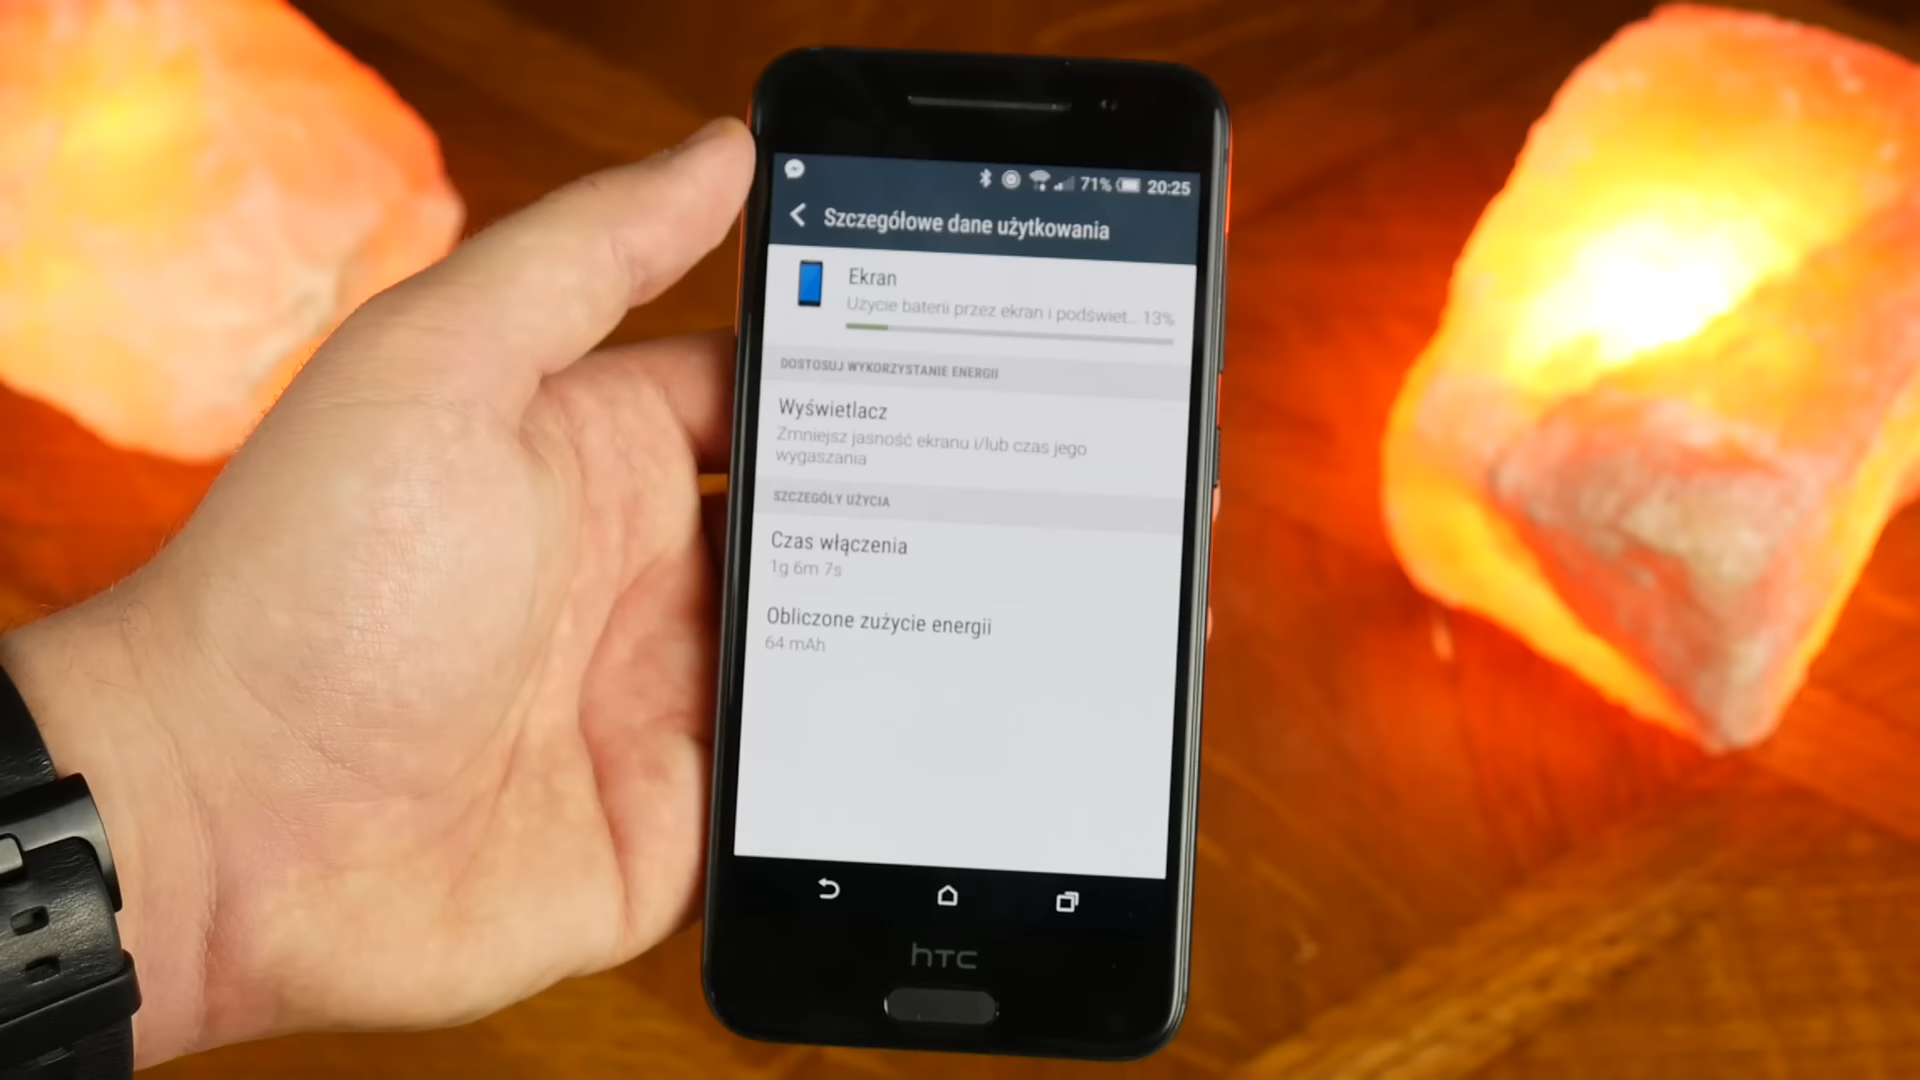 71% 20:25
Szczegółowe dane użytkowania
Ekran
Użycie baterii przez ekran i podświet... 13%
DOSTOSUJ WYKORZYSTANIE ENERGII
Wyświetlacz
Zmniejsz jasność ekranu i/lub czas jego
wygaszania
SZCZEGÓŁY UŻYCIA
Czas włączenia
1g 6m 7s
Obliczone zużycie energii
64 mAh
hTC